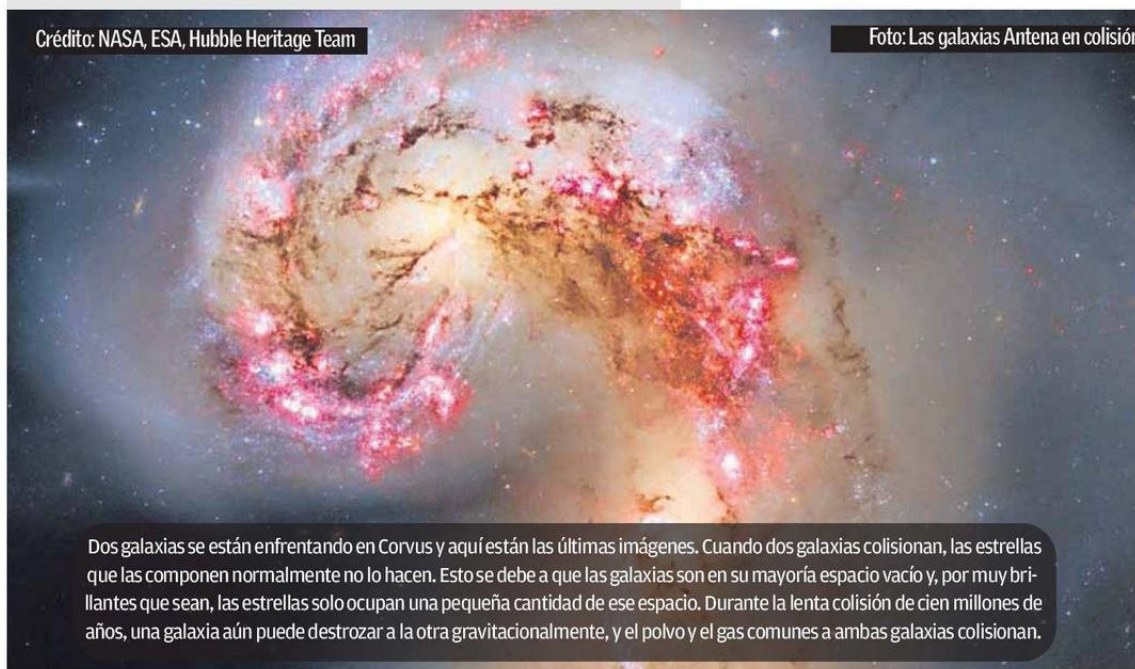 Crédito: NASA, ESA, Hubble Heritage Team
Foto: Las galaxias Antena en colisión
Dos galaxias se están enfrentando en Corvus y aquí están las últimas imágenes. Cuando dos galaxias colisionan, las estrellas
que las componen normalmente no lo hacen. Esto se debe a que las galaxias son en su mayoría espacio vacío y, por muy bri-
llantes que sean, las estrellas solo ocupan una pequeña cantidad de ese espacio. Durante la lenta colisión de cien millones de
años, una galaxia aún puede destrozar a la otra gravitacionalmente, y el polvo y el gas comunes a ambas galaxias colisionan.